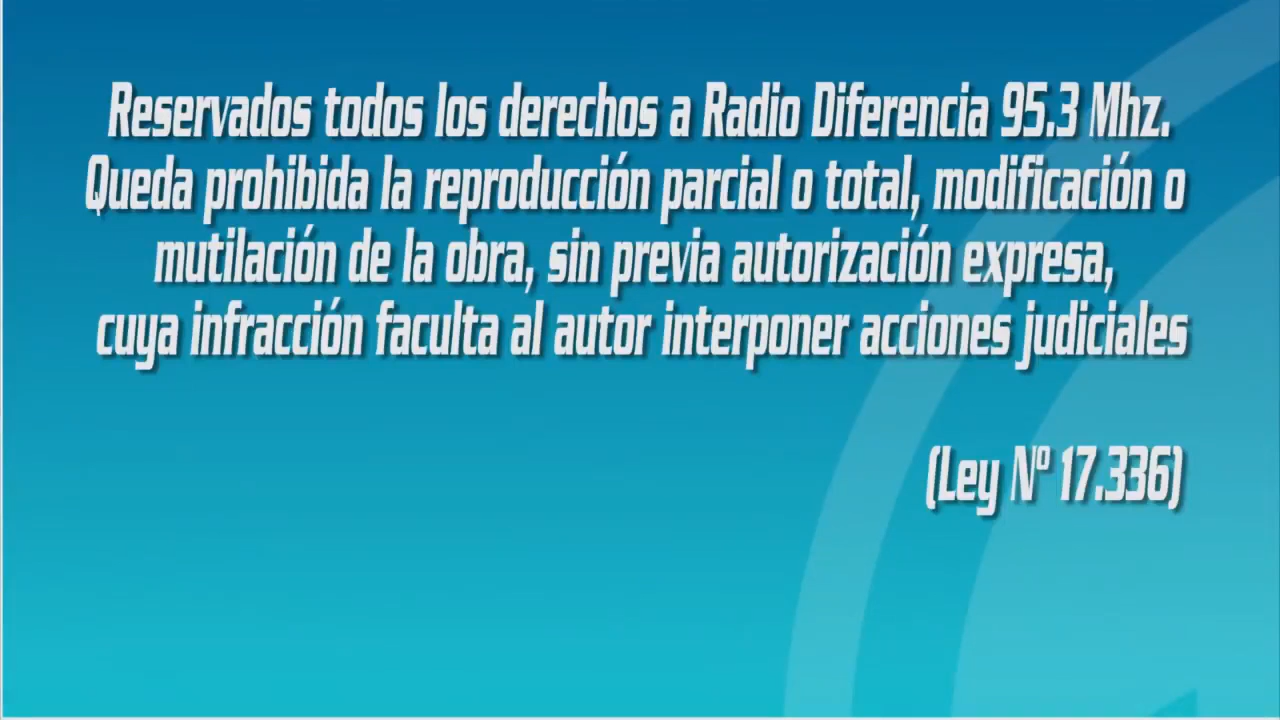 Reservados todos los derechos a Radio Diferencia 95.3 Mhz.
Queda prohibida la reproducción parcial o total, modificación o
mutilación de la obra, sin previa autorización expresa,
cuya infracción faculta al autor interponer acciones judiciales
(Ley Nº 17.336)